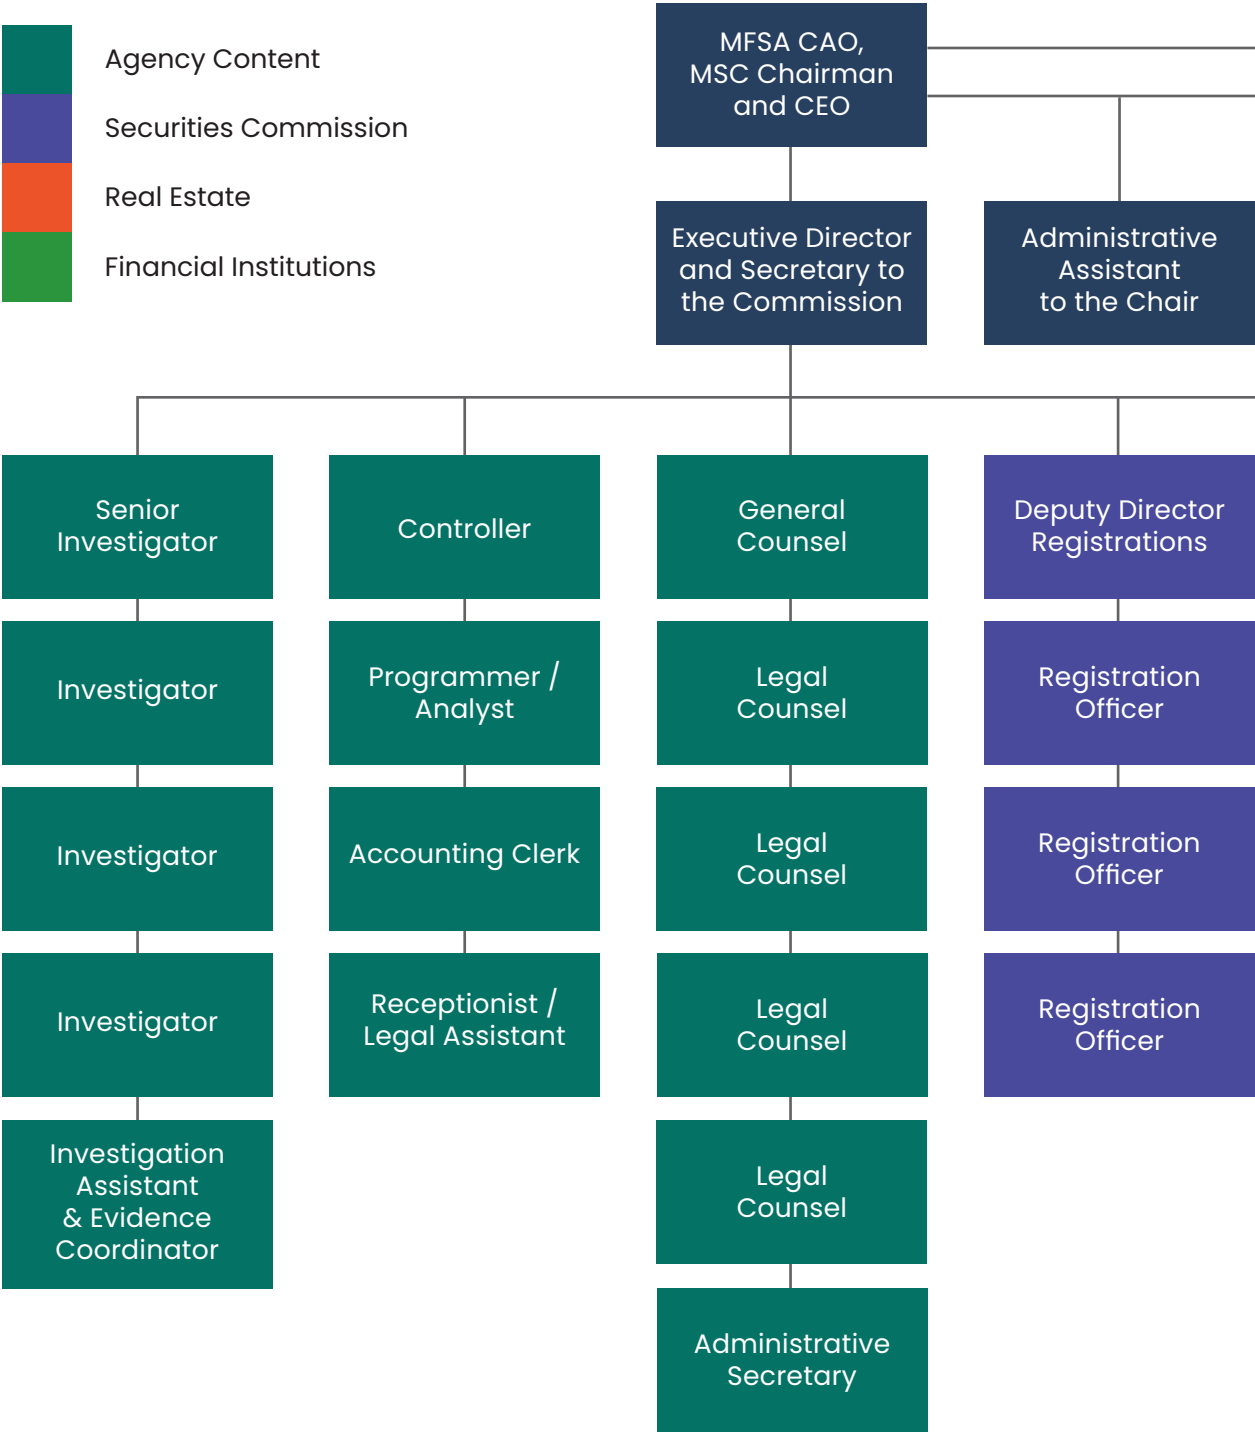 Agency Content
Securities Commission
Real Estate
Financial Institutions
MFSA CAO,
MSC Chairman
and CEO
Executive Director
and Secretary to
the Commission
Administrative
Assistant
to the Chair
Senior
Investigator
Investigator
Investigator
Investigator
Investigation
Assistant
& Evidence
Coordinator
Controller
Programmer /
Analyst
Accounting Clerk
Receptionist /
Legal Assistant
General
Counsel
Legal
Counsel
Legal
Counsel
Legal
Counsel
Legal
Counsel
Administrative
Secretary
Deputy Director
Registrations
Registration
Officer
Registration
Officer
Registration
Officer